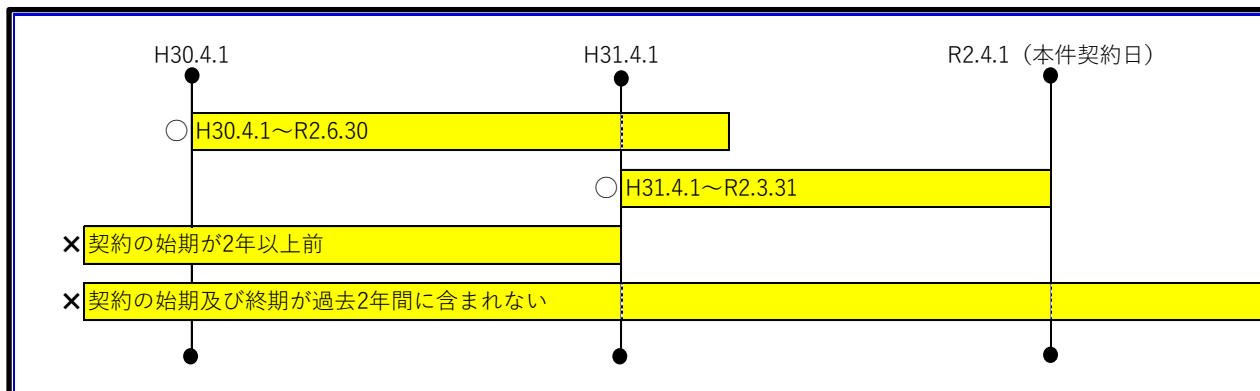 H30.4.1
H31.4.1
R2.4.1（本件契約日）
○ H30.4.1～R2.6.30
○ H31.4.1～R2.3.31
× 契約の始期が2年以上前
× 契約の始期及び終期が過去2年間に含まれない